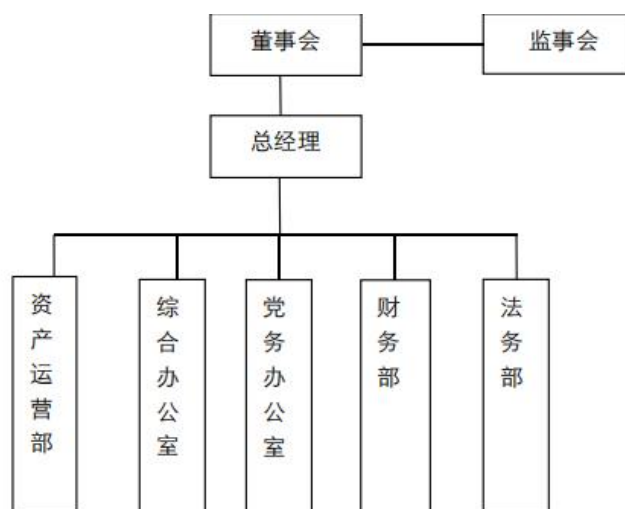 董事会
监事会
总经理
资产运营部
综合办公室
党务办公室
财务部
法务部